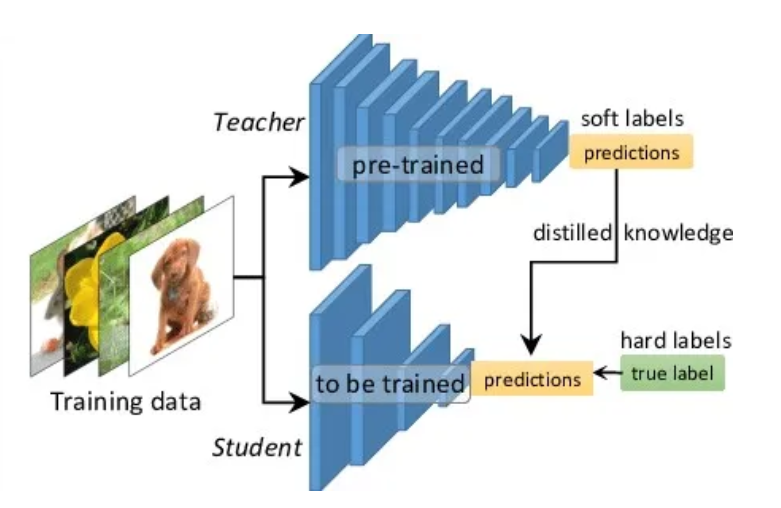 Teacher
pre-trained
soft labels
predictions
distilled knowledge
Training data
to be trained
predictions
hard labels
true label
Student